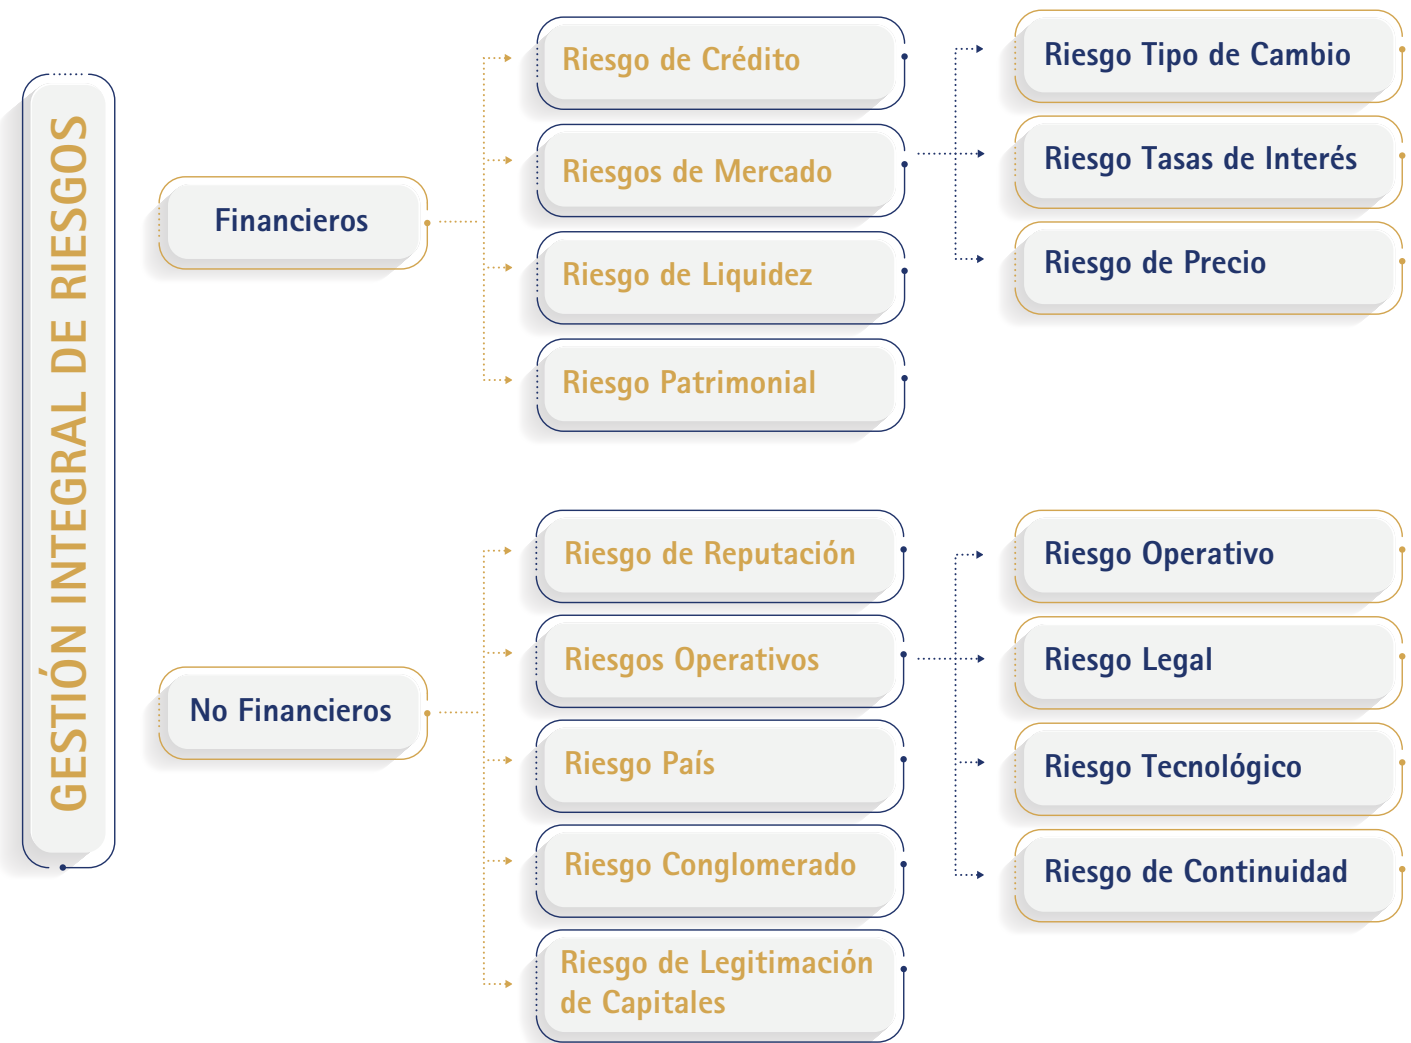 GESTIÓN INTEGRAL DE RIESGOS
Financieros
Riesgo de Crédito
Riesgos de Mercado
Riesgo de Liquidez
Riesgo Patrimonial
Riesgo Tipo de Cambio
Riesgo Tasas de Interés
Riesgo de Precio
No Financieros
Riesgo de Reputación
Riesgos Operativos
Riesgo País
Riesgo Conglomerado
Riesgo de Legitimación
de Capitales
Riesgo Operativo
Riesgo Legal
Riesgo Tecnológico
Riesgo de Continuidad